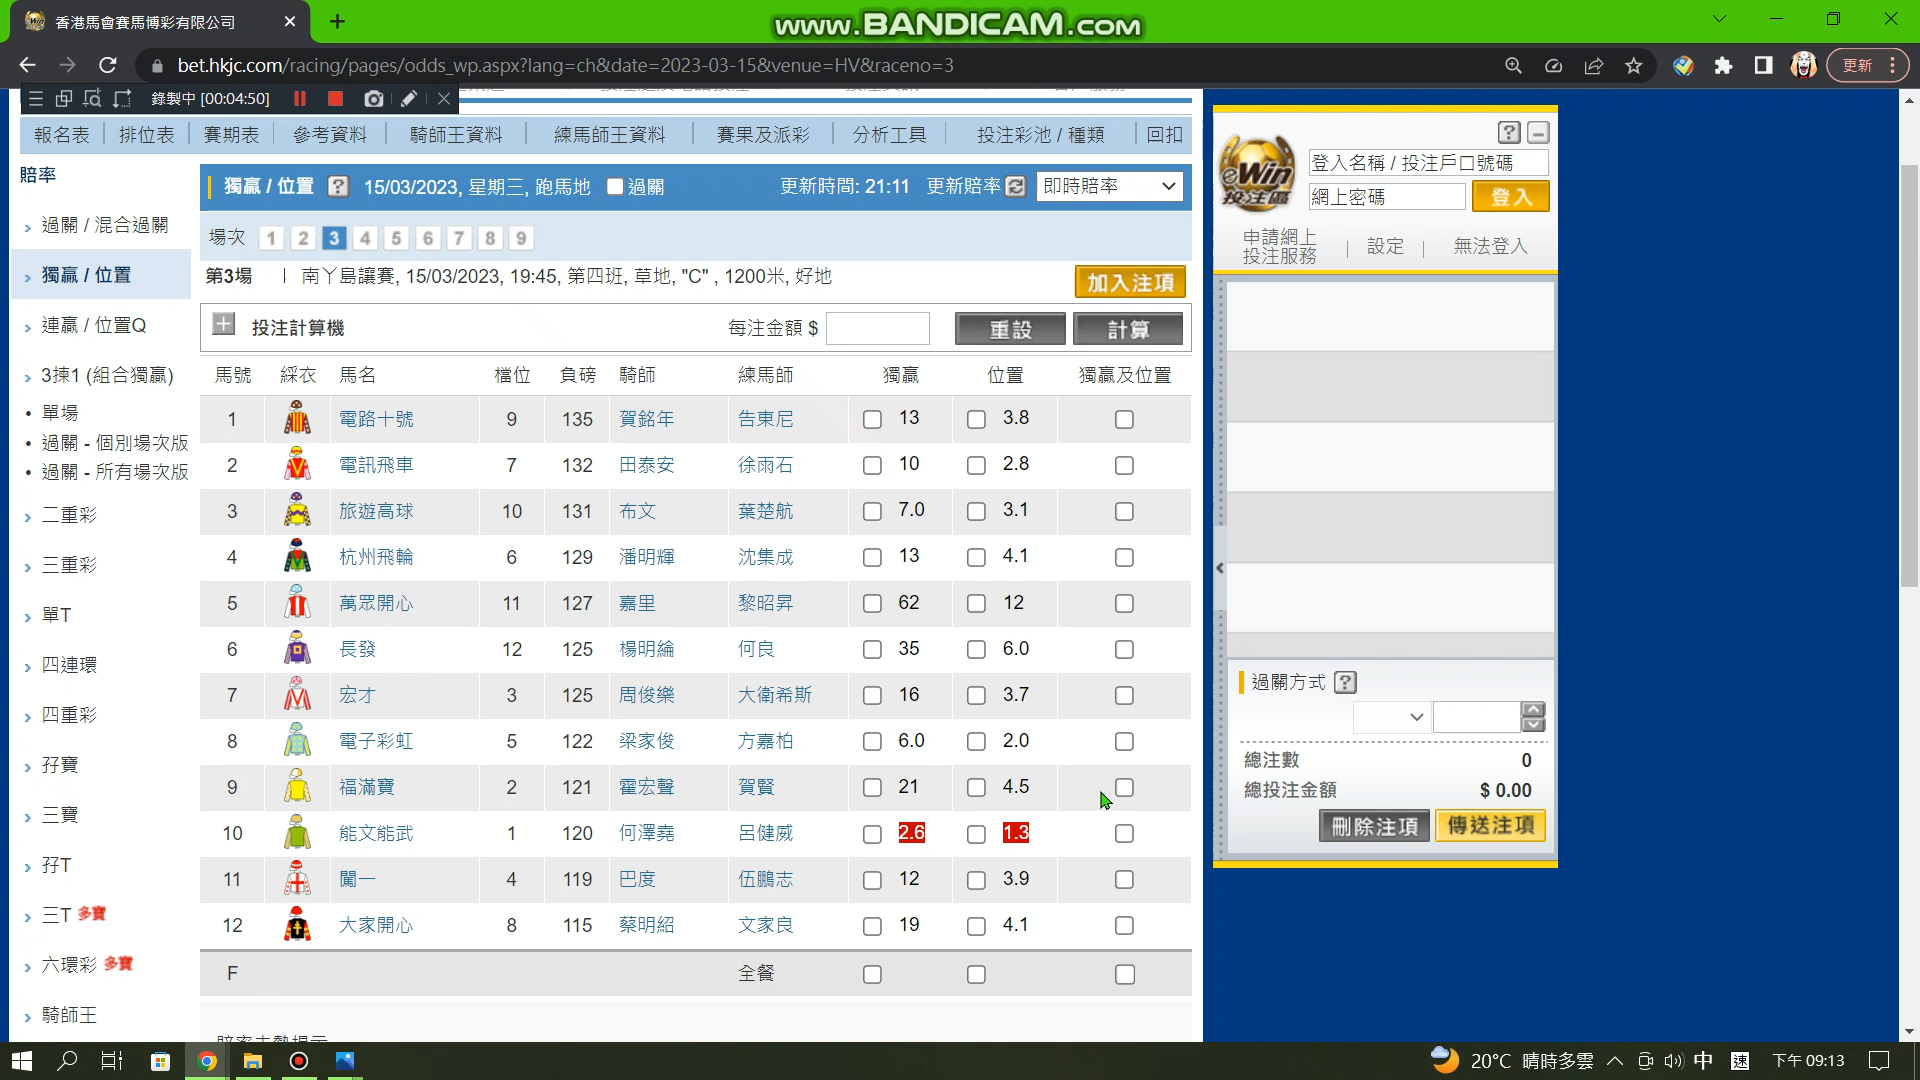 香港馬會賽馬博彩有限公司
www.BANDICAM.com
bet.hkjc.com/racing/pages/odds_wp.aspx?lang=ch&date=2023-03-15&venue=HV&raceno=3
更新
錄製中 [00:04:50]
報名表 排位表 賽期表 參考資料 騎師王資料 練馬師王資料 賽果及派彩 分析工具 投注彩池 / 種類 回扣
賠率
過關 / 混合過關
獨贏 / 位置
連贏 / 位置Q
3揀1 (組合獨贏)
• 單場
• 過關 - 個別場次版
• 過關 - 所有場次版
二重彩
三重彩
單T
四連環
四重彩
孖寶
三寶
孖T
三T 多寶
六環彩 多寶
騎師王
獨贏 / 位置 ? 15/03/2023, 星期三, 跑馬地 過關 更新時間: 21:11 更新賠率 即時賠率
場次 1 2 3 4 5 6 7 8 9
第3場 | 南丫島讓賽, 15/03/2023, 19:45, 第四班, 草地, "C" , 1200米, 好地 加入注項
投注計算機 每注金額 $ 重設 計算
馬號 綵衣 馬名 檔位 負磅 騎師 練馬師 獨贏 位置 獨贏及位置
1 電路十號 9 135 賀銘年 告東尼 13 3.8
2 電訊飛車 7 132 田泰安 徐雨石 10 2.8
3 旅遊高球 10 131 布文 葉楚航 7.0 3.1
4 杭州飛輪 6 129 潘明輝 沈集成 13 4.1
5 萬眾開心 11 127 嘉里 黎昭昇 62 12
6 長發 12 125 楊明綸 何良 35 6.0
7 宏才 3 125 周俊樂 大衛希斯 16 3.7
8 電子彩虹 5 122 梁家俊 方嘉柏 6.0 2.0
9 福滿寶 2 121 霍宏聲 賀賢 21 4.5
10 能文能武 1 120 何澤堯 呂健威 2.6 1.3
11 闖一 4 119 巴度 伍鵬志 12 3.9
12 大家開心 8 115 蔡明紹 文家良 19 4.1
F 全餐
eWin
投注區
? −
登入名稱 / 投注戶口號碼
網上密碼 登入
申請網上
投注服務 | 設定 | 無法登入
過關方式 ?
總注數 0
總投注金額 $ 0.00
刪除注項 傳送注項
20°C 晴時多雲 中 速 下午 09:13